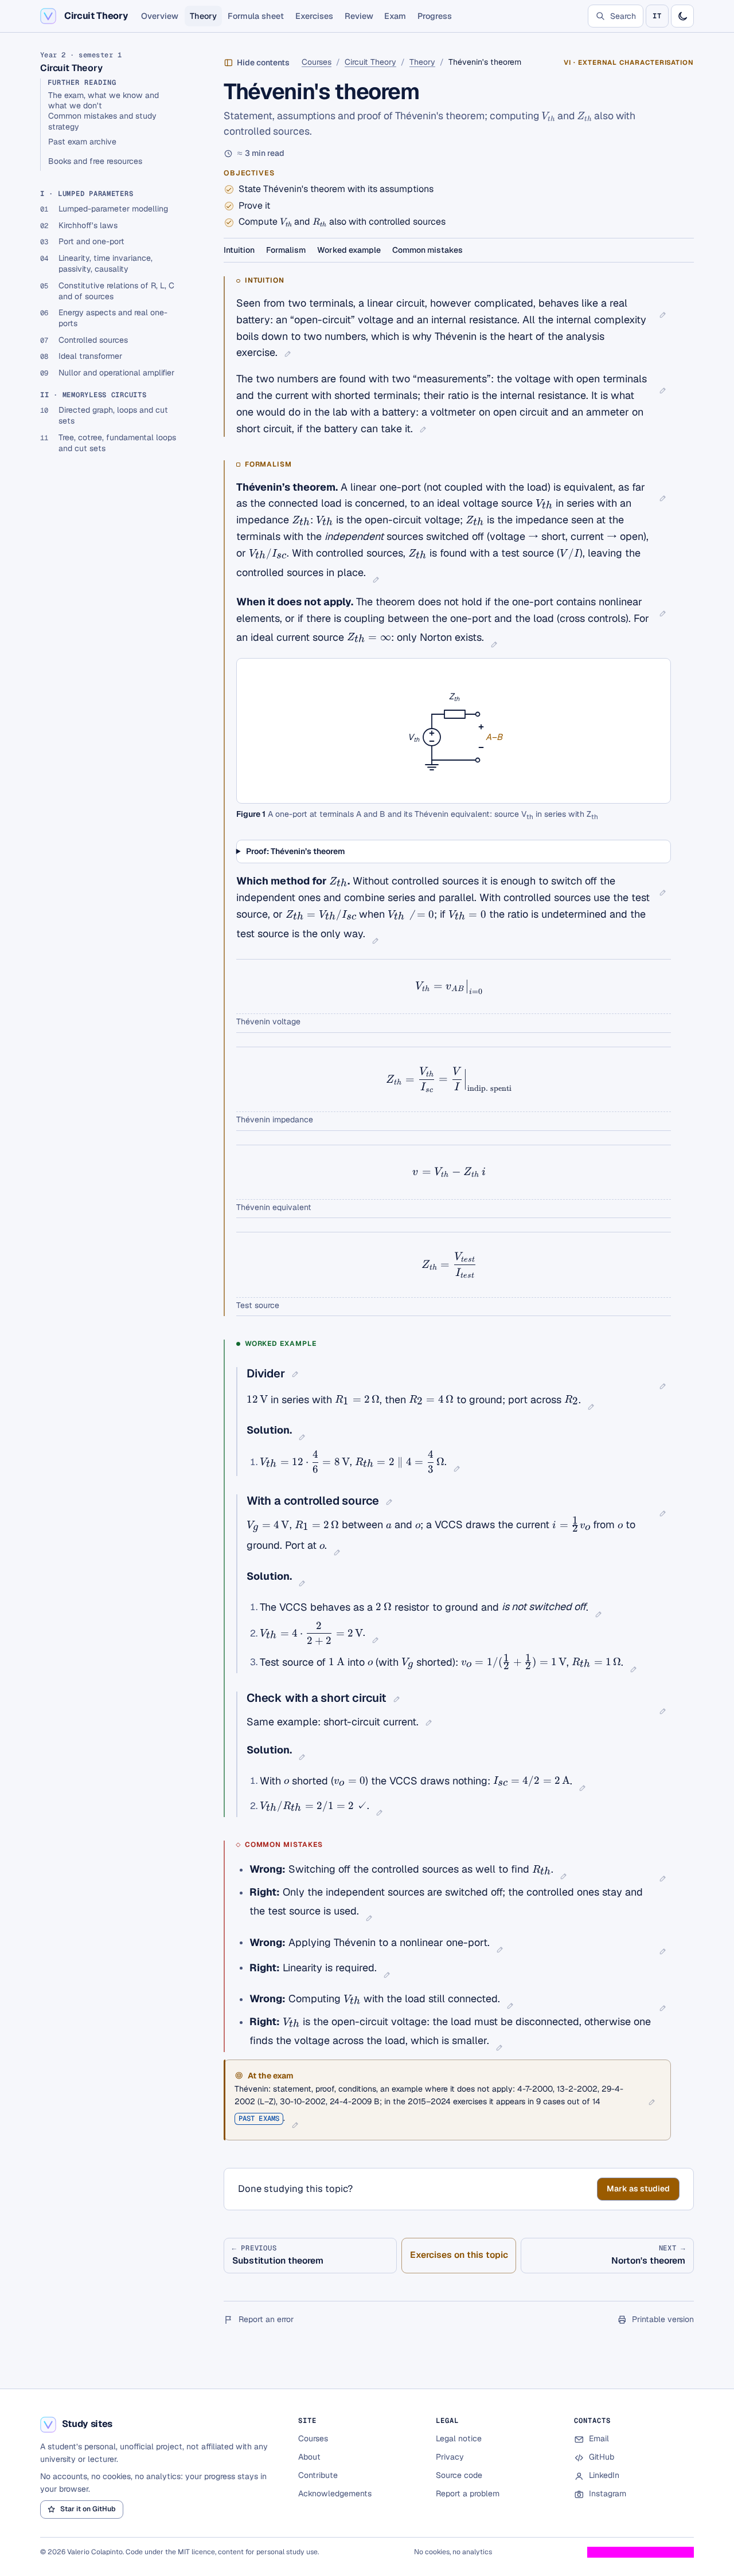 Circuit Theory Overview Theory Formula sheet Exercises Review Exam Progress Search IT
Year 2 · semester 1
Circuit Theory
FURTHER READING
The exam, what we know and
what we don't
Common mistakes and study
strategy
Past exam archive
Books and free resources
I · LUMPED PARAMETERS
01 Lumped-parameter modelling
02 Kirchhoff's laws
03 Port and one-port
04 Linearity, time invariance,
passivity, causality
05 Constitutive relations of R, L, C
and of sources
06 Energy aspects and real one-
ports
07 Controlled sources
08 Ideal transformer
09 Nullor and operational amplifier
II · MEMORYLESS CIRCUITS
10 Directed graph, loops and cut
sets
11 Tree, cotree, fundamental loops
and cut sets
Hide contents Courses / Circuit Theory / Theory / Thévenin's theorem VI · EXTERNAL CHARACTERISATION
Thévenin's theorem
Statement, assumptions and proof of Thévenin's theorem; computing V_th and Z_th also with
controlled sources.
≈ 3 min read
OBJECTIVES
State Thévenin's theorem with its assumptions
Prove it
Compute V_th and R_th also with controlled sources
Intuition Formalism Worked example Common mistakes
○ INTUITION
Seen from two terminals, a linear circuit, however complicated, behaves like a real
battery: an “open-circuit” voltage and an internal resistance. All the internal complexity
boils down to two numbers, which is why Thévenin is the heart of the analysis
exercise.
The two numbers are found with two “measurements”: the voltage with open terminals
and the current with shorted terminals; their ratio is the internal resistance. It is what
one would do in the lab with a battery: a voltmeter on open circuit and an ammeter on
short circuit, if the battery can take it.
□ FORMALISM
Thévenin's theorem. A linear one-port (not coupled with the load) is equivalent, as far
as the connected load is concerned, to an ideal voltage source V_th in series with an
impedance Z_th: V_th is the open-circuit voltage; Z_th is the impedance seen at the
terminals with the independent sources switched off (voltage → short, current → open),
or V_th/I_sc. With controlled sources, Z_th is found with a test source (V/I), leaving the
controlled sources in place.
When it does not apply. The theorem does not hold if the one-port contains nonlinear
elements, or if there is coupling between the one-port and the load (cross controls). For
an ideal current source Z_th = ∞: only Norton exists.
Z_th
V_th + − + A–B −
Figure 1 A one-port at terminals A and B and its Thévenin equivalent: source V_th in series with Z_th
Proof: Thévenin's theorem
Which method for Z_th. Without controlled sources it is enough to switch off the
independent ones and combine series and parallel. With controlled sources use the test
source, or Z_th = V_th/I_sc when V_th /= 0; if V_th = 0 the ratio is undetermined and the
test source is the only way.
V_th = v_AB |_{i=0}
Thévenin voltage
Z_th = V_th/I_sc = V/I |_{indip. spenti}
Thévenin impedance
v = V_th − Z_th i
Thévenin equivalent
Z_th = V_test/I_test
Test source
● WORKED EXAMPLE
Divider
12 V in series with R_1 = 2 Ω, then R_2 = 4 Ω to ground; port across R_2.
Solution.
1. V_th = 12 · 4/6 = 8 V, R_th = 2 ∥ 4 = 4/3 Ω.
With a controlled source
V_g = 4 V, R_1 = 2 Ω between a and o; a VCCS draws the current i = 1/2 v_o from o to
ground. Port at o.
Solution.
1. The VCCS behaves as a 2 Ω resistor to ground and is not switched off.
2. V_th = 4 · 2/(2 + 2) = 2 V.
3. Test source of 1 A into o (with V_g shorted): v_o = 1/(1/2 + 1/2) = 1 V, R_th = 1 Ω.
Check with a short circuit
Same example: short-circuit current.
Solution.
1. With o shorted (v_o = 0) the VCCS draws nothing: I_sc = 4/2 = 2 A.
2. V_th/R_th = 2/1 = 2 ✓.
◇ COMMON MISTAKES
• Wrong: Switching off the controlled sources as well to find R_th.
• Right: Only the independent sources are switched off; the controlled ones stay and
the test source is used.
• Wrong: Applying Thévenin to a nonlinear one-port.
• Right: Linearity is required.
• Wrong: Computing V_th with the load still connected.
• Right: V_th is the open-circuit voltage: the load must be disconnected, otherwise one
finds the voltage across the load, which is smaller.
At the exam
Thévenin: statement, proof, conditions, an example where it does not apply: 4-7-2000, 13-2-2002, 29-4-
2002 (L–Z), 30-10-2002, 24-4-2009 B; in the 2015–2024 exercises it appears in 9 cases out of 14
PAST EXAMS.
Done studying this topic? Mark as studied
← PREVIOUS
Substitution theorem
Exercises on this topic
NEXT →
Norton's theorem
Report an error Printable version
Study sites
A student's personal, unofficial project, not affiliated with any
university or lecturer.
No accounts, no cookies, no analytics: your progress stays in
your browser.
Star it on GitHub
SITE
Courses
About
Contribute
Acknowledgements
LEGAL
Legal notice
Privacy
Source code
Report a problem
CONTACTS
Email
GitHub
LinkedIn
Instagram
© 2026 Valerio Colapinto. Code under the MIT licence, content for personal study use. No cookies, no analytics